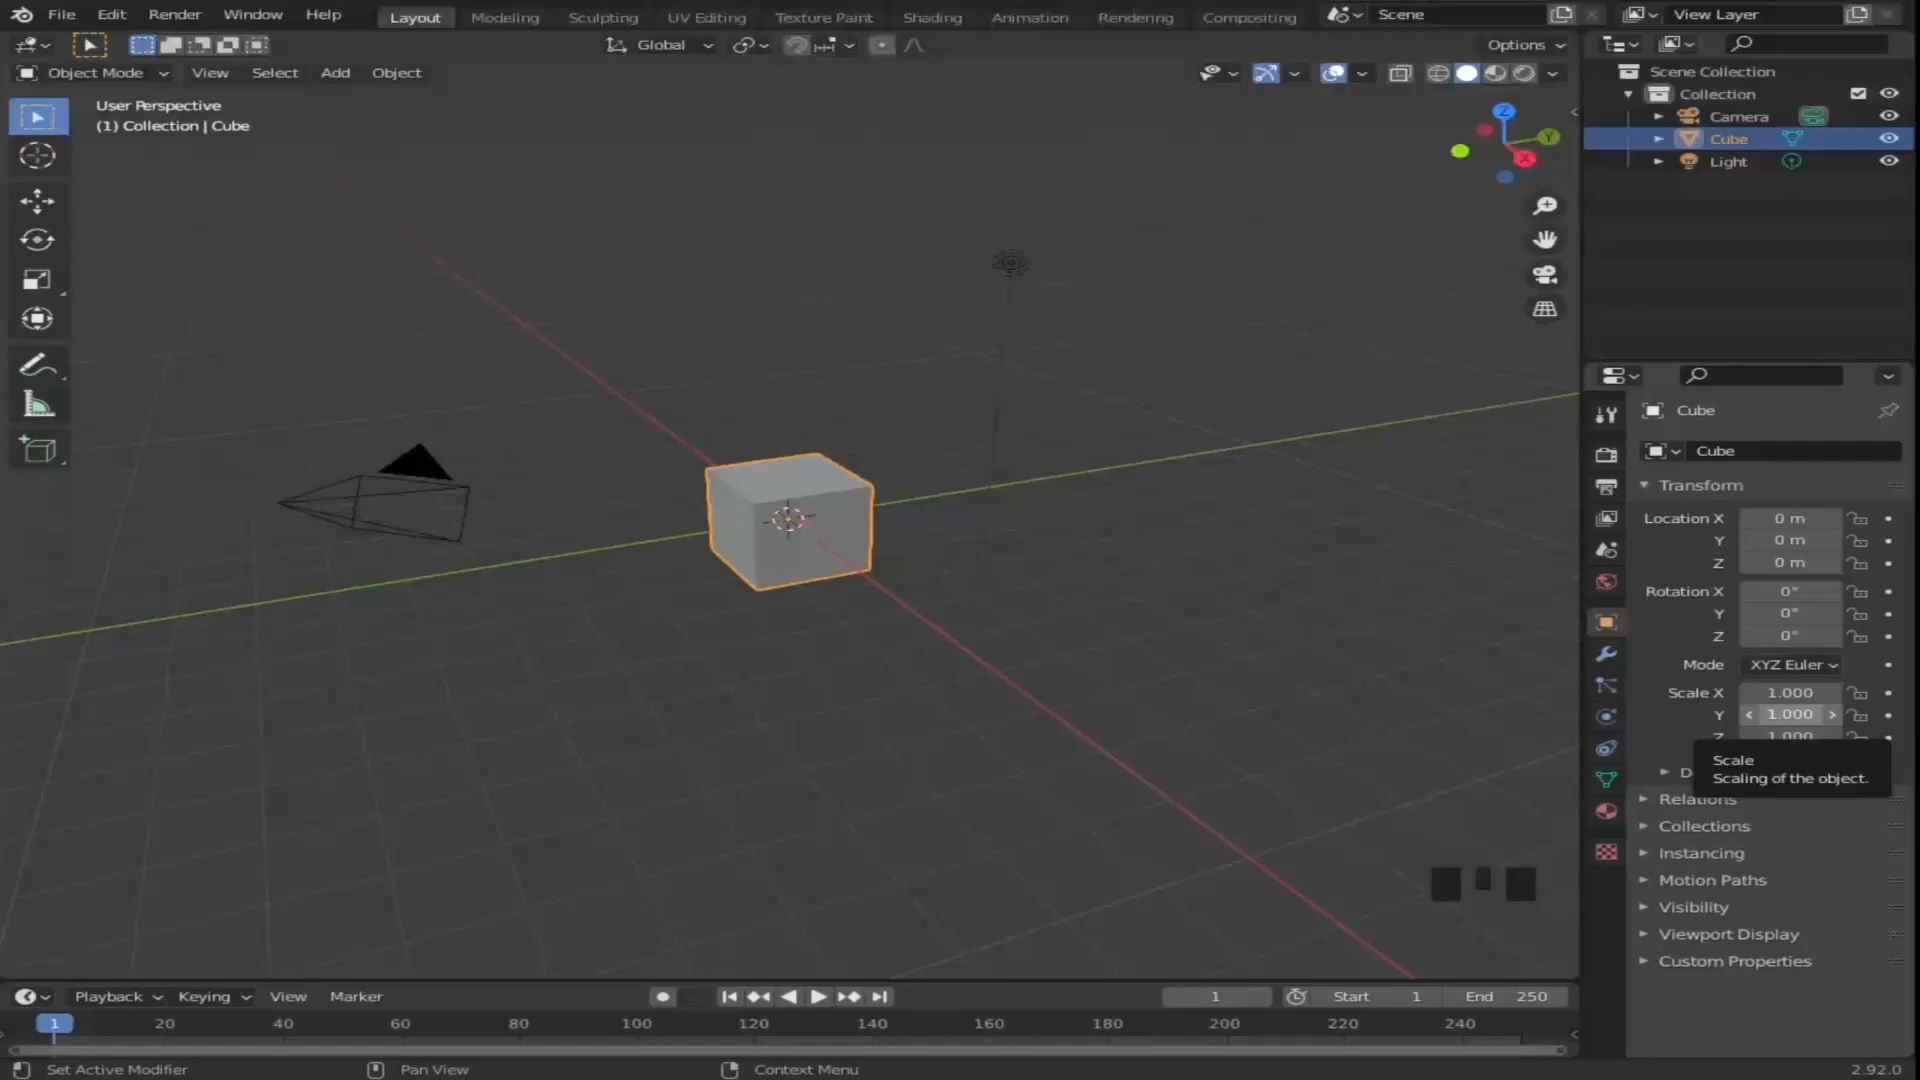 File Edit Render Window Help Layout Modeling Sculpting UV Editing Texture Paint Shading Animation Rendering Compositing Scene View Layer
Global Options
Object Mode View Select Add Object
User Perspective
(1) Collection | Cube
Z
Y
X
Scene Collection
Collection
Camera
Cube
Light
Cube
Cube
Transform
Location X 0 m
Y 0 m
Z 0 m
Rotation X 0°
Y 0°
Z 0°
Mode XYZ Euler
Scale X 1.000
Y 1.000
Z 1.000
D
Scale
Scaling of the object.
Relations
Collections
Instancing
Motion Paths
Visibility
Viewport Display
Custom Properties
Playback Keying View Marker 1 Start 1 End 250
1 20 40 60 80 100 120 140 160 180 200 220 240
Set Active Modifier Pan View Context Menu 2.92.0